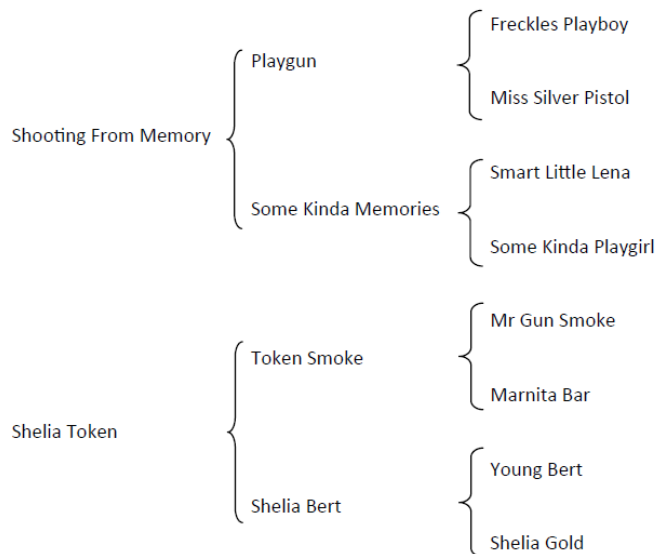 Freckles Playboy
Playgun
Miss Silver Pistol
Shooting From Memory
Smart Little Lena
Some Kinda Memories
Some Kinda Playgirl
Mr Gun Smoke
Token Smoke
Marnita Bar
Shelia Token
Young Bert
Shelia Bert
Shelia Gold